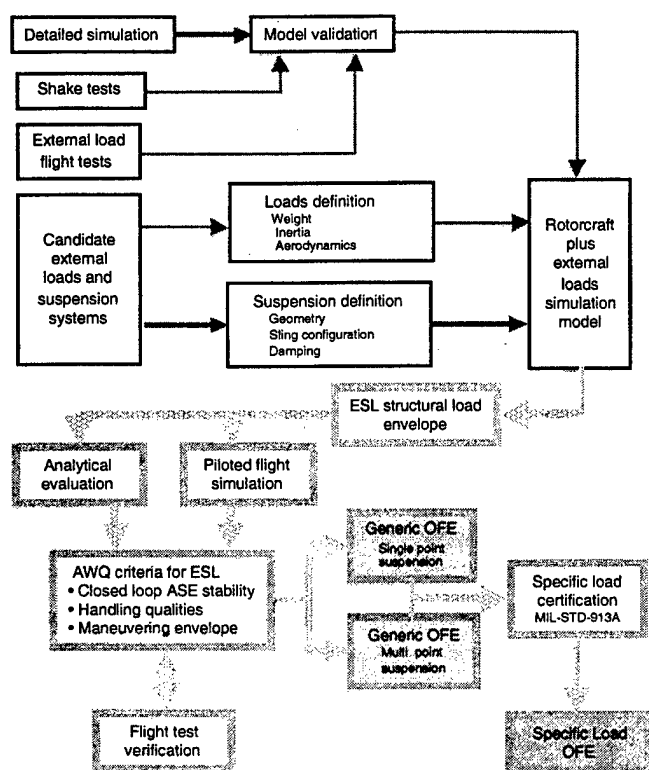 Detailed simulation
Model validation
Shake tests
External load
flight tests
Candidate
external
loads and
suspension
systems
Loads definition
Weight
Inertia
Aerodynamics
Suspension definition
Geometry
Sling configuration
Damping
Rotorcraft
plus
external
loads
simulation
model
ESL structural load
envelope
Analytical
evaluation
Piloted flight
simulation
AWQ criteria for ESL
• Closed loop ASE stability
• Handling qualities
• Maneuvering envelope
Flight test
verification
Generic OFE
Single point
suspension
Generic OFE
Multi. point
suspension
Specific load
certification
MIL-STD-913A
Specific Load
OFE